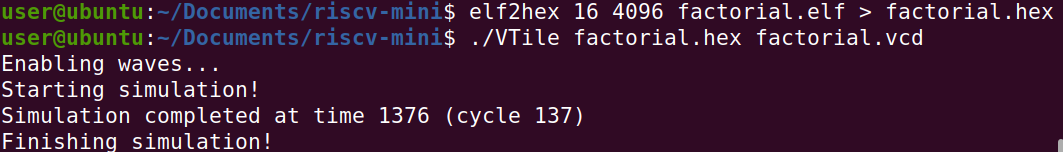 user@ubuntu:~/Documents/riscv-mini$ elf2hex 16 4096 factorial.elf > factorial.hex
user@ubuntu:~/Documents/riscv-mini$ ./VTile factorial.hex factorial.vcd
Enabling waves...
Starting simulation!
Simulation completed at time 1376 (cycle 137)
Finishing simulation!